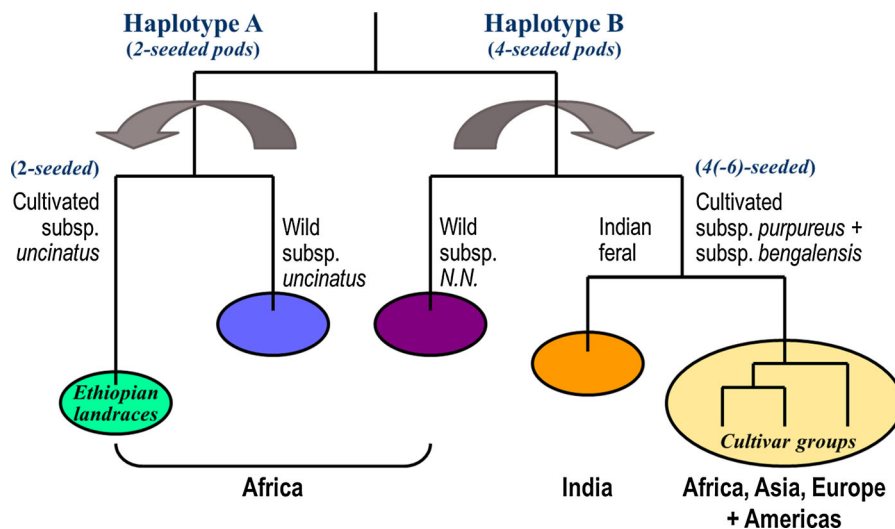 Haplotype A
(2-seeded pods)
Haplotype B
(4-seeded pods)
(2-seeded)
Cultivated
subsp.
uncinatus
Wild
subsp.
uncinatus
Wild
subsp.
N.N.
Indian
feral
(4(-6)-seeded)
Cultivated
subsp. purpureus +
subsp. bengalensis
Ethiopian
landraces
Cultivar groups
Africa
India
Africa, Asia, Europe
+ Americas